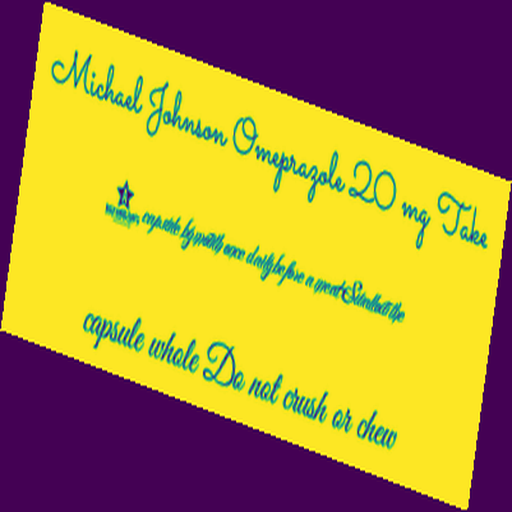 Michael Johnson Omeprazole 20 mg Take
capsule by mouth once daily before a meal Swallow the
capsule whole Do not crush or chew